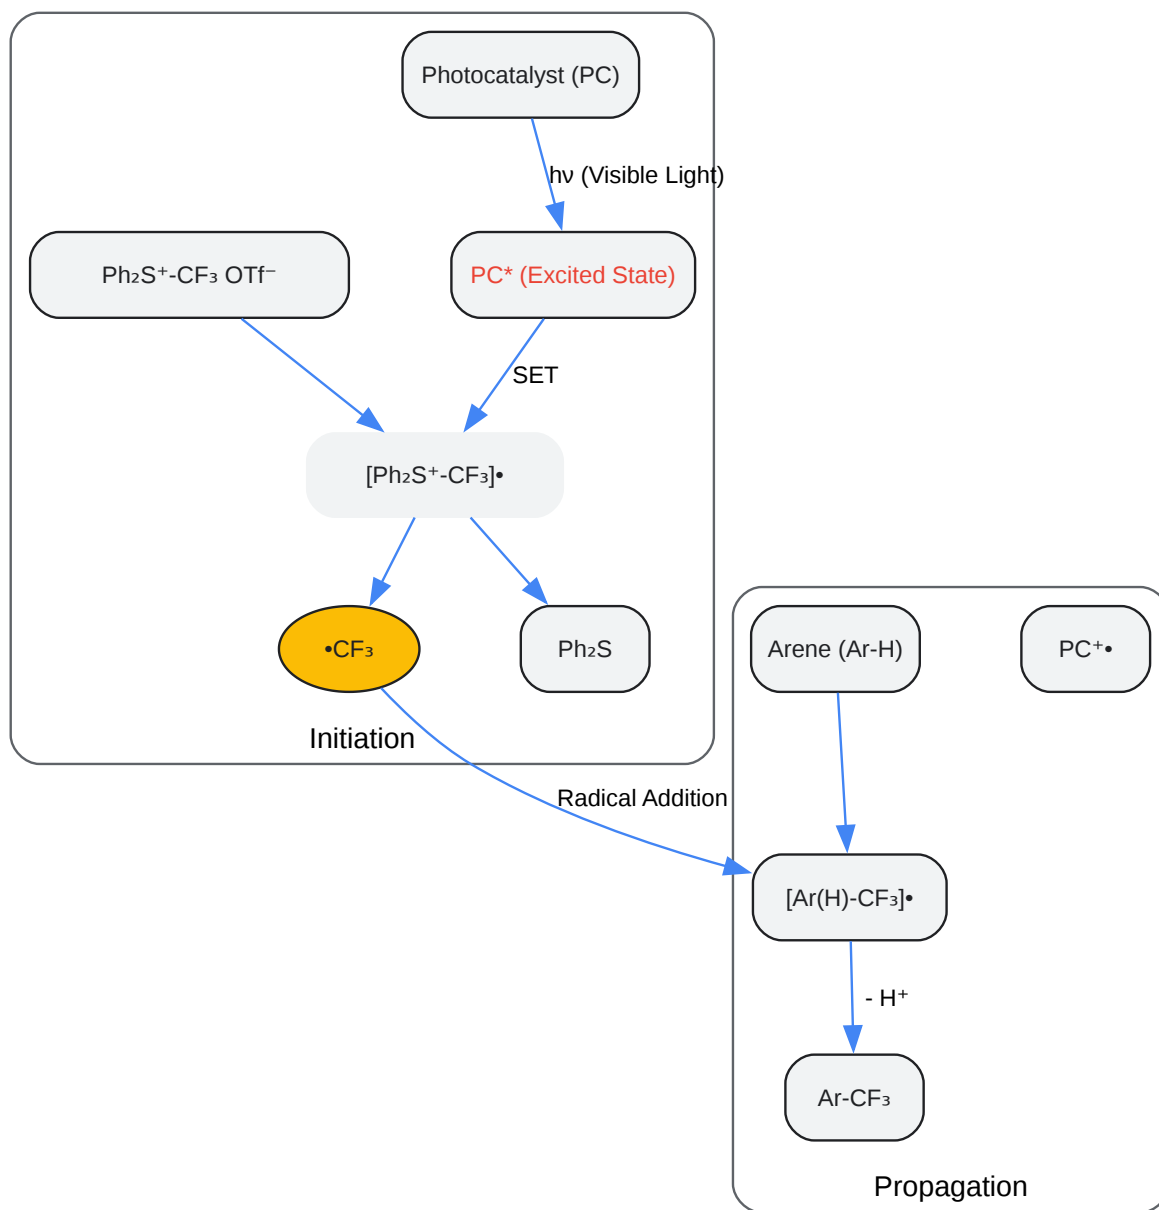 Photocatalyst (PC)
hν (Visible Light)
Ph₂S⁺-CF₃ OTf⁻
PC* (Excited State)
SET
[Ph₂S⁺-CF₃]•
•CF₃
Ph₂S
Initiation
Arene (Ar-H)
PC⁺•
Radical Addition
[Ar(H)-CF₃]•
- H⁺
Ar-CF₃
Propagation